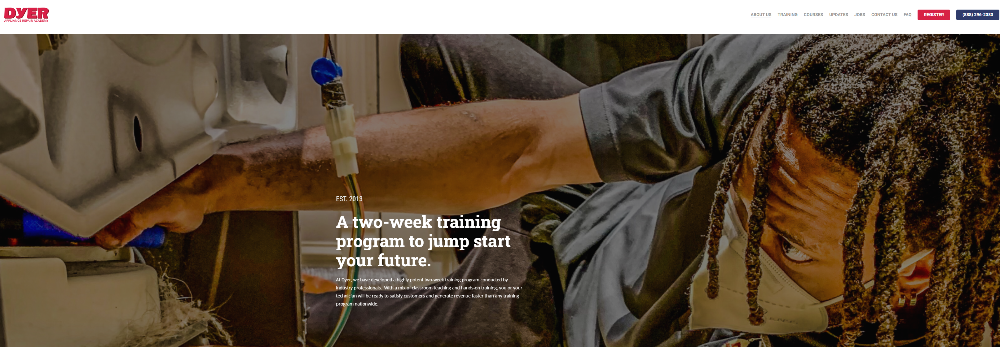 DYER
APPLIANCE REPAIR ACADEMY
ABOUT US TRAINING COURSES UPDATES JOBS CONTACT US FAQ REGISTER (888) 296-2383
EST. 2013
A two-week training
program to jump start
your future.
At Dyer, we have developed a highly potent two-week training program conducted by
industry professionals. With a mix of classroom teaching and hands-on training, you or your
technician will be ready to satisfy customers and generate revenue faster than any training
program nationwide.